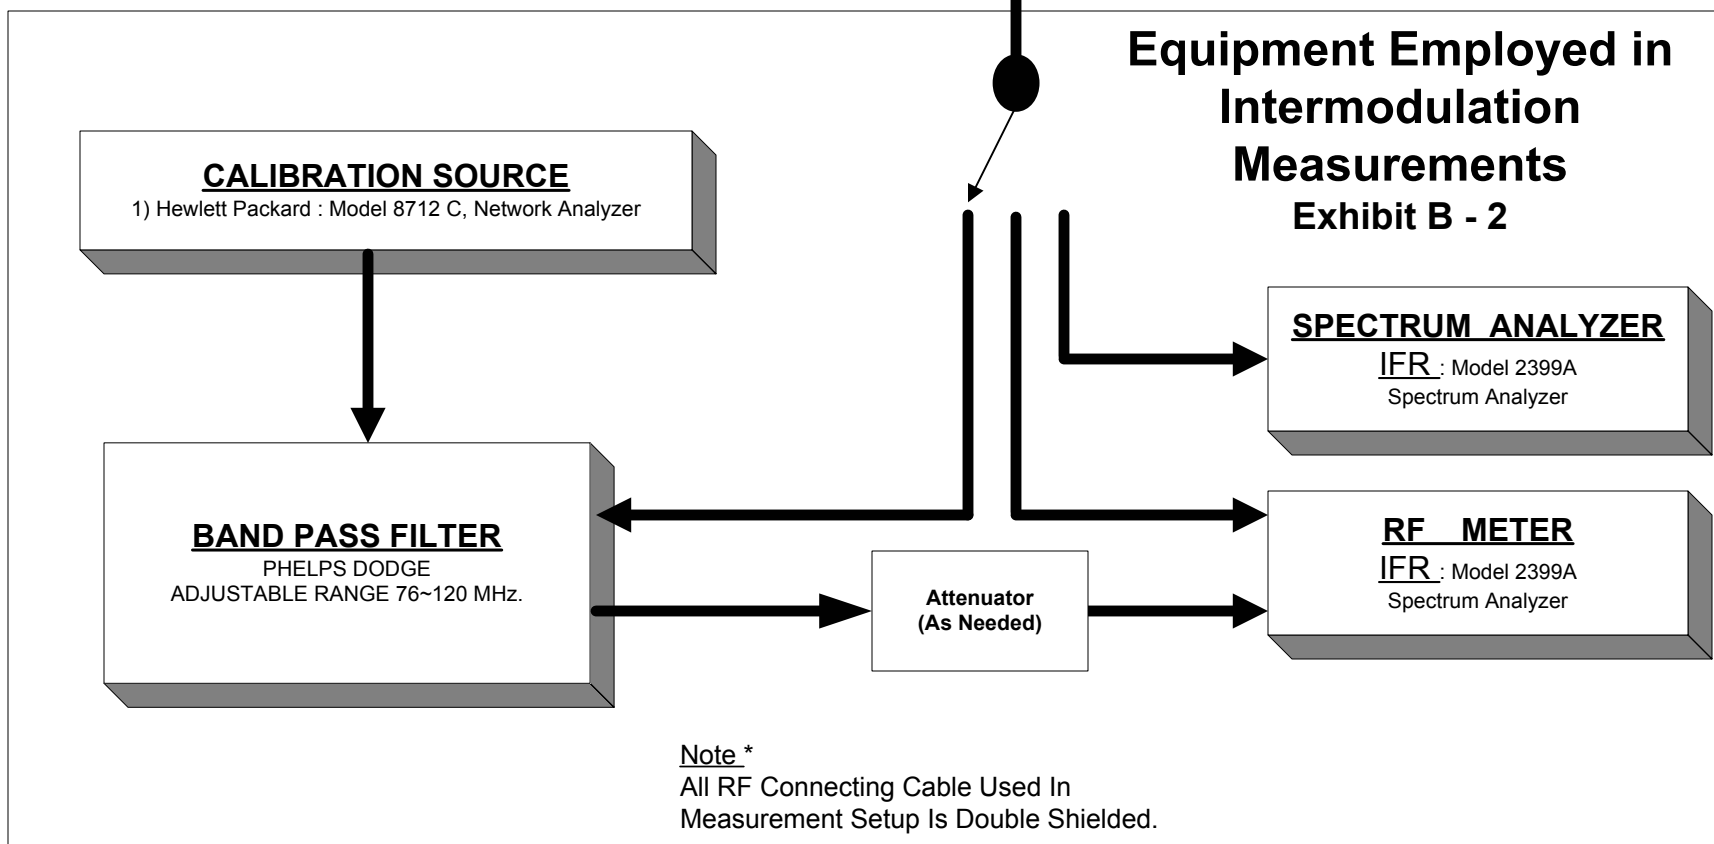 Equipment Employed in
Intermodulation
Measurements
Exhibit B - 2
CALIBRATION SOURCE
1) Hewlett Packard : Model 8712 C, Network Analyzer
SPECTRUM ANALYZER
IFR : Model 2399A
Spectrum Analyzer
BAND PASS FILTER
PHELPS DODGE
ADJUSTABLE RANGE 76~120 MHz.
Attenuator
(As Needed)
RF METER
IFR : Model 2399A
Spectrum Analyzer
Note *
All RF Connecting Cable Used In
Measurement Setup Is Double Shielded.